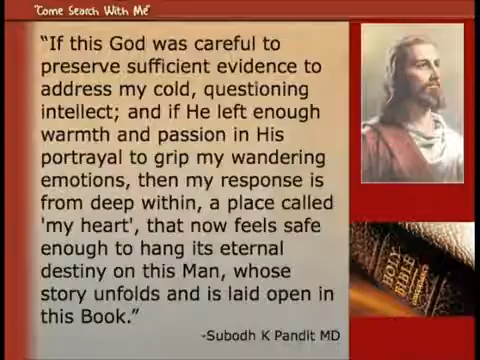 "Come Search With Me"
“If this God was careful to
preserve sufficient evidence to
address my cold, questioning
intellect; and if He left enough
warmth and passion in His
portrayal to grip my wandering
emotions, then my response is
from deep within, a place called
'my heart', that now feels safe
enough to hang its eternal
destiny on this Man, whose
story unfolds and is laid open in
this Book.”
-Subodh K Pandit MD
HOLY
BIBLE